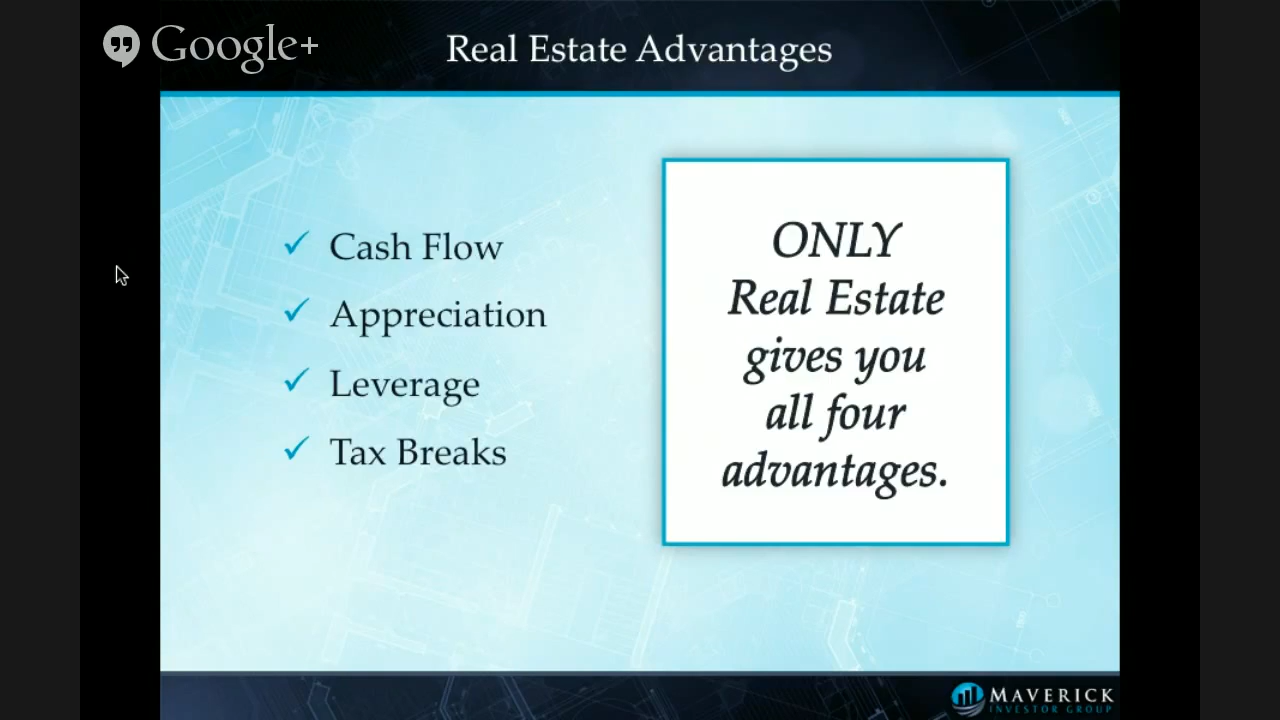 Google+
Real Estate Advantages
Cash Flow
Appreciation
Leverage
Tax Breaks
ONLY
Real Estate
gives you
all four
advantages.
MAVERICK
INVESTOR GROUP